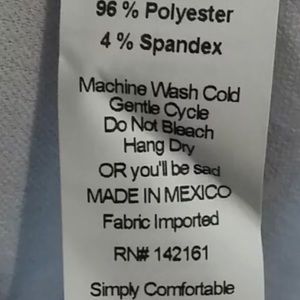 96 % Polyester
4 % Spandex
Machine Wash Cold
Gentle Cycle
Do Not Bleach
Hang Dry
OR you'll be sad
MADE IN MEXICO
Fabric Imported
RN# 142161
Simply Comfortable